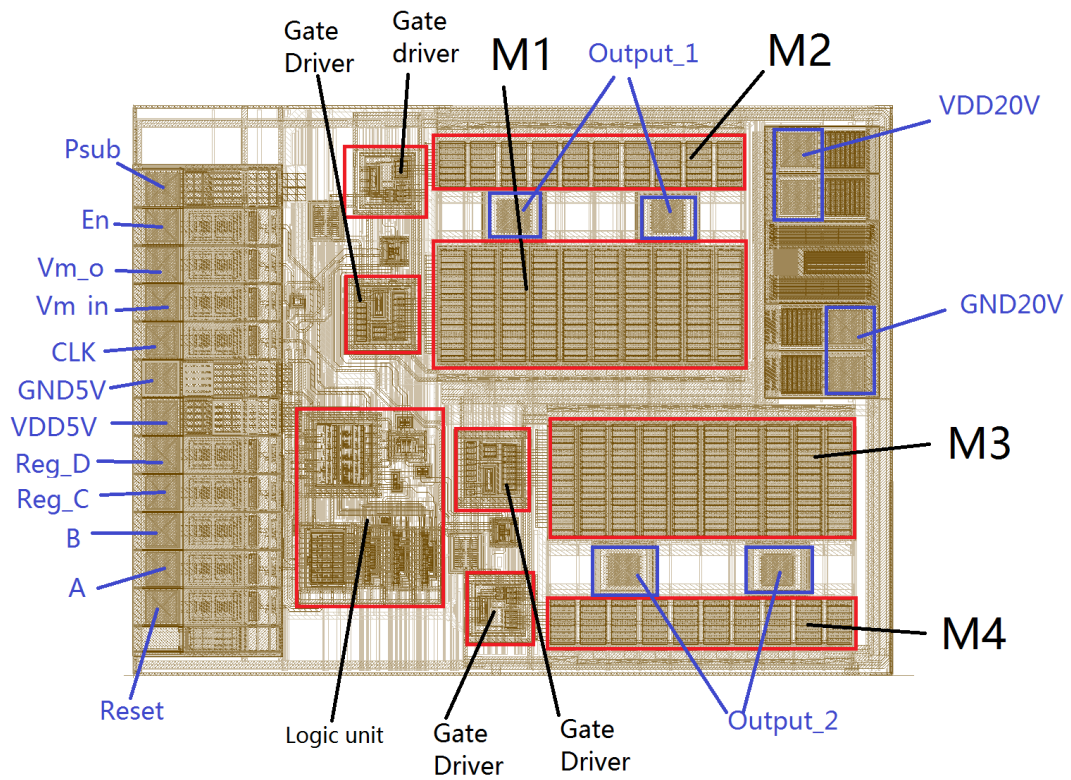 Gate
Driver
Gate
driver
M1
Output_1
M2
VDD20V
Psub
En
Vm_o
Vm_in
CLK
GND5V
VDD5V
Reg_D
Reg_C
B
A
Reset
GND20V
M3
M4
Output_2
Logic unit
Gate
Driver
Gate
Driver